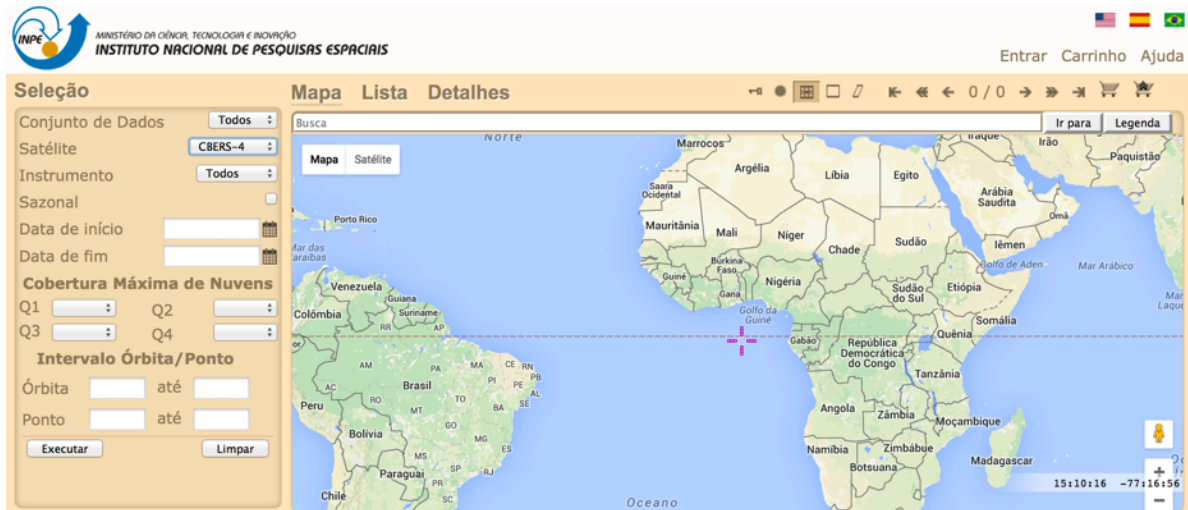 INPE
MINISTÉRIO DA CIÊNCIA, TECNOLOGIA E INOVAÇÃO
INSTITUTO NACIONAL DE PESQUISAS ESPACIAIS
Entrar Carrinho Ajuda
Seleção
Mapa Lista Detalhes
0 / 0
Conjunto de Dados Todos
Satélite CBERS-4
Instrumento Todos
Sazonal
Data de início
Data de fim
Cobertura Máxima de Nuvens
Q1 Q2
Q3 Q4
Intervalo Órbita/Ponto
Órbita até
Ponto até
Executar Limpar
Busca
Ir para Legenda
Mapa Satélite
Norte
Marrocos
Iraque
Irão
Paquistão
Argélia
Líbia
Egito
Saara
Ocidental
Arábia
Saudita
Omã
Porto Rico
Mauritânia
Mali
Níger
Chade
Sudão
Iêmen
Mar das
Golfo de Aden
Mar Arábico
Burkina
Faso
Guiné
Nigéria
Gana
Venezuela
Guiana
Suriname
Colômbia
Sudão
do Sul
Etiópia
Golfo da
Guiné
Somália
RR
AP
Gabão
Quênia
República
Democrática
do Congo
Tanzânia
AM
PA
MA
CE
RN
PB
PI
PE
AL
SE
AC
Brasil
RO
TO
MT
BA
Peru
Angola
Zâmbia
Moçambique
GO
Bolívia
MG
ES
Namíbia
Zimbábue
MS
SP
RJ
Botsuana
Madagascar
Paraguai
PR
SC
Chile
Oceano
15:10:16 -77:16:56